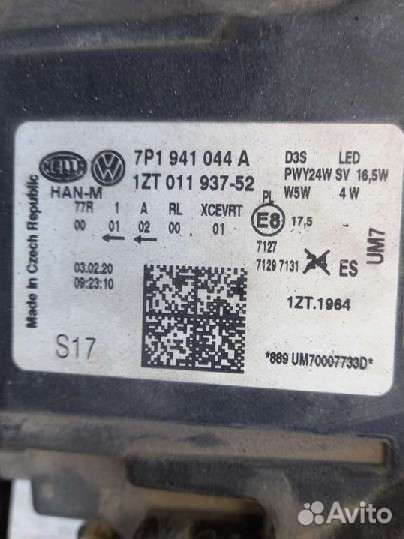 HELLA
VW
7P1 941 044 A
HAN-M
1ZT 011 937-52
D3S LED
PWY24W SV 16,5W
W5W 4W
77R 1 A RL XCEVRT PL
00 01 02 00 01 E8 17,5
7127
7129 7131 ES
UM7
03.02.20
09:23:10
1ZT.1964
S17
*889 UM70007733D*
Made in Czech Republic
Avito